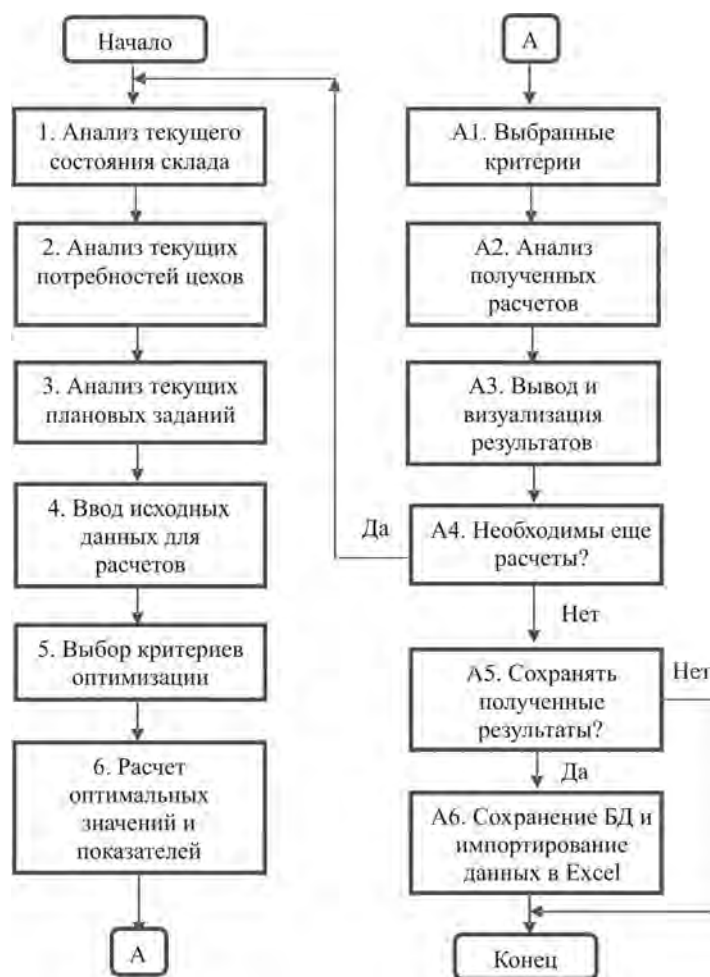 Начало
1. Анализ текущего
состояния склада
2. Анализ текущих
потребностей цехов
3. Анализ текущих
плановых заданий
4. Ввод исходных
данных для
расчетов
5. Выбор критериев
оптимизации
6. Расчет
оптимальных
значений и
показателей
А
А
А1. Выбранные
критерии
А2. Анализ
полученных
расчетов
А3. Вывод и
визуализация
результатов
Да
А4. Необходимы еще
расчеты?
Нет
А5. Сохранять
полученные
результаты?
Нет
Да
А6. Сохранение БД и
импортирование
данных в Excel
Конец